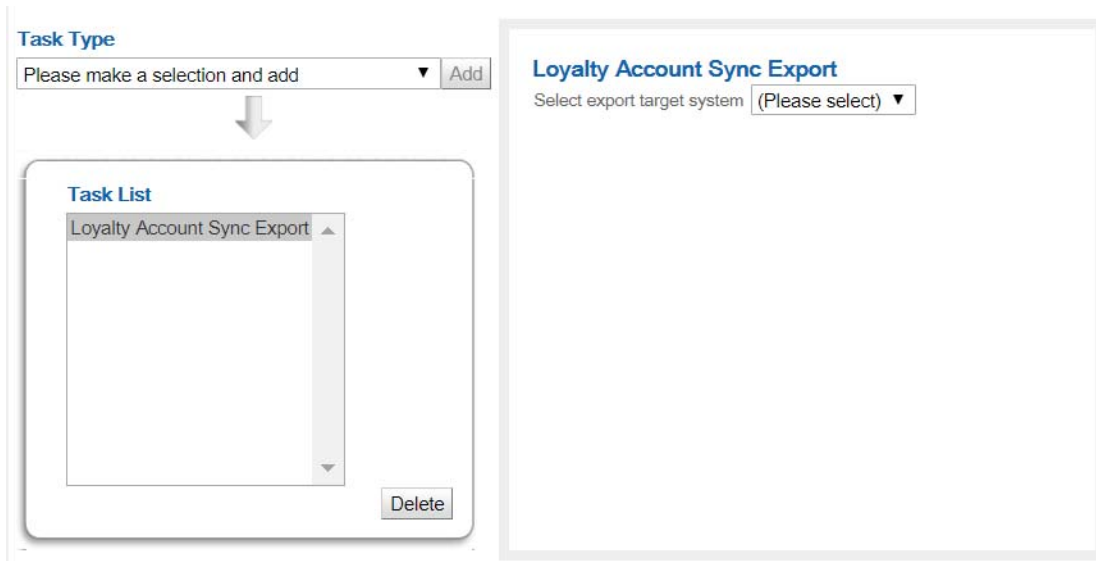 Task Type
Please make a selection and add ▼ Add
Task List
Loyalty Account Sync Export
Delete
Loyalty Account Sync Export
Select export target system (Please select) ▼